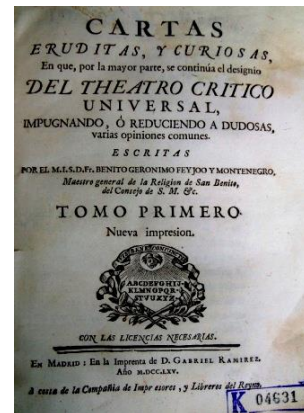 CARTAS
ERUDITAS, Y CURIOSAS,
En que, por la mayor parte, se continúa el designio
DEL THEATRO CRITICO
UNIVERSAL,
IMPUGNANDO, Ó REDUCIENDO A DUDOSAS,
varias opiniones comunes.
ESCRITAS
POR EL M.I.S.D.Fr. BENITO GERONIMO FEYJOO Y MONTENEGRO,
Maestro general de la Religion de San Benito,
del Consejo de S. M. &c.
TOMO PRIMERO.
Nueva impresion.
ABCDEFGHIJ
KLMNOPQR
STVUXYZ
CON LAS LICENCIAS NECESARIAS.
EN MADRID : En la Imprenta de D. GABRIEL RAMIREZ.
Año M.DCC.LXV.
A costa de la Compañia de Impresores, y Libreros del Reyno.
K 04631